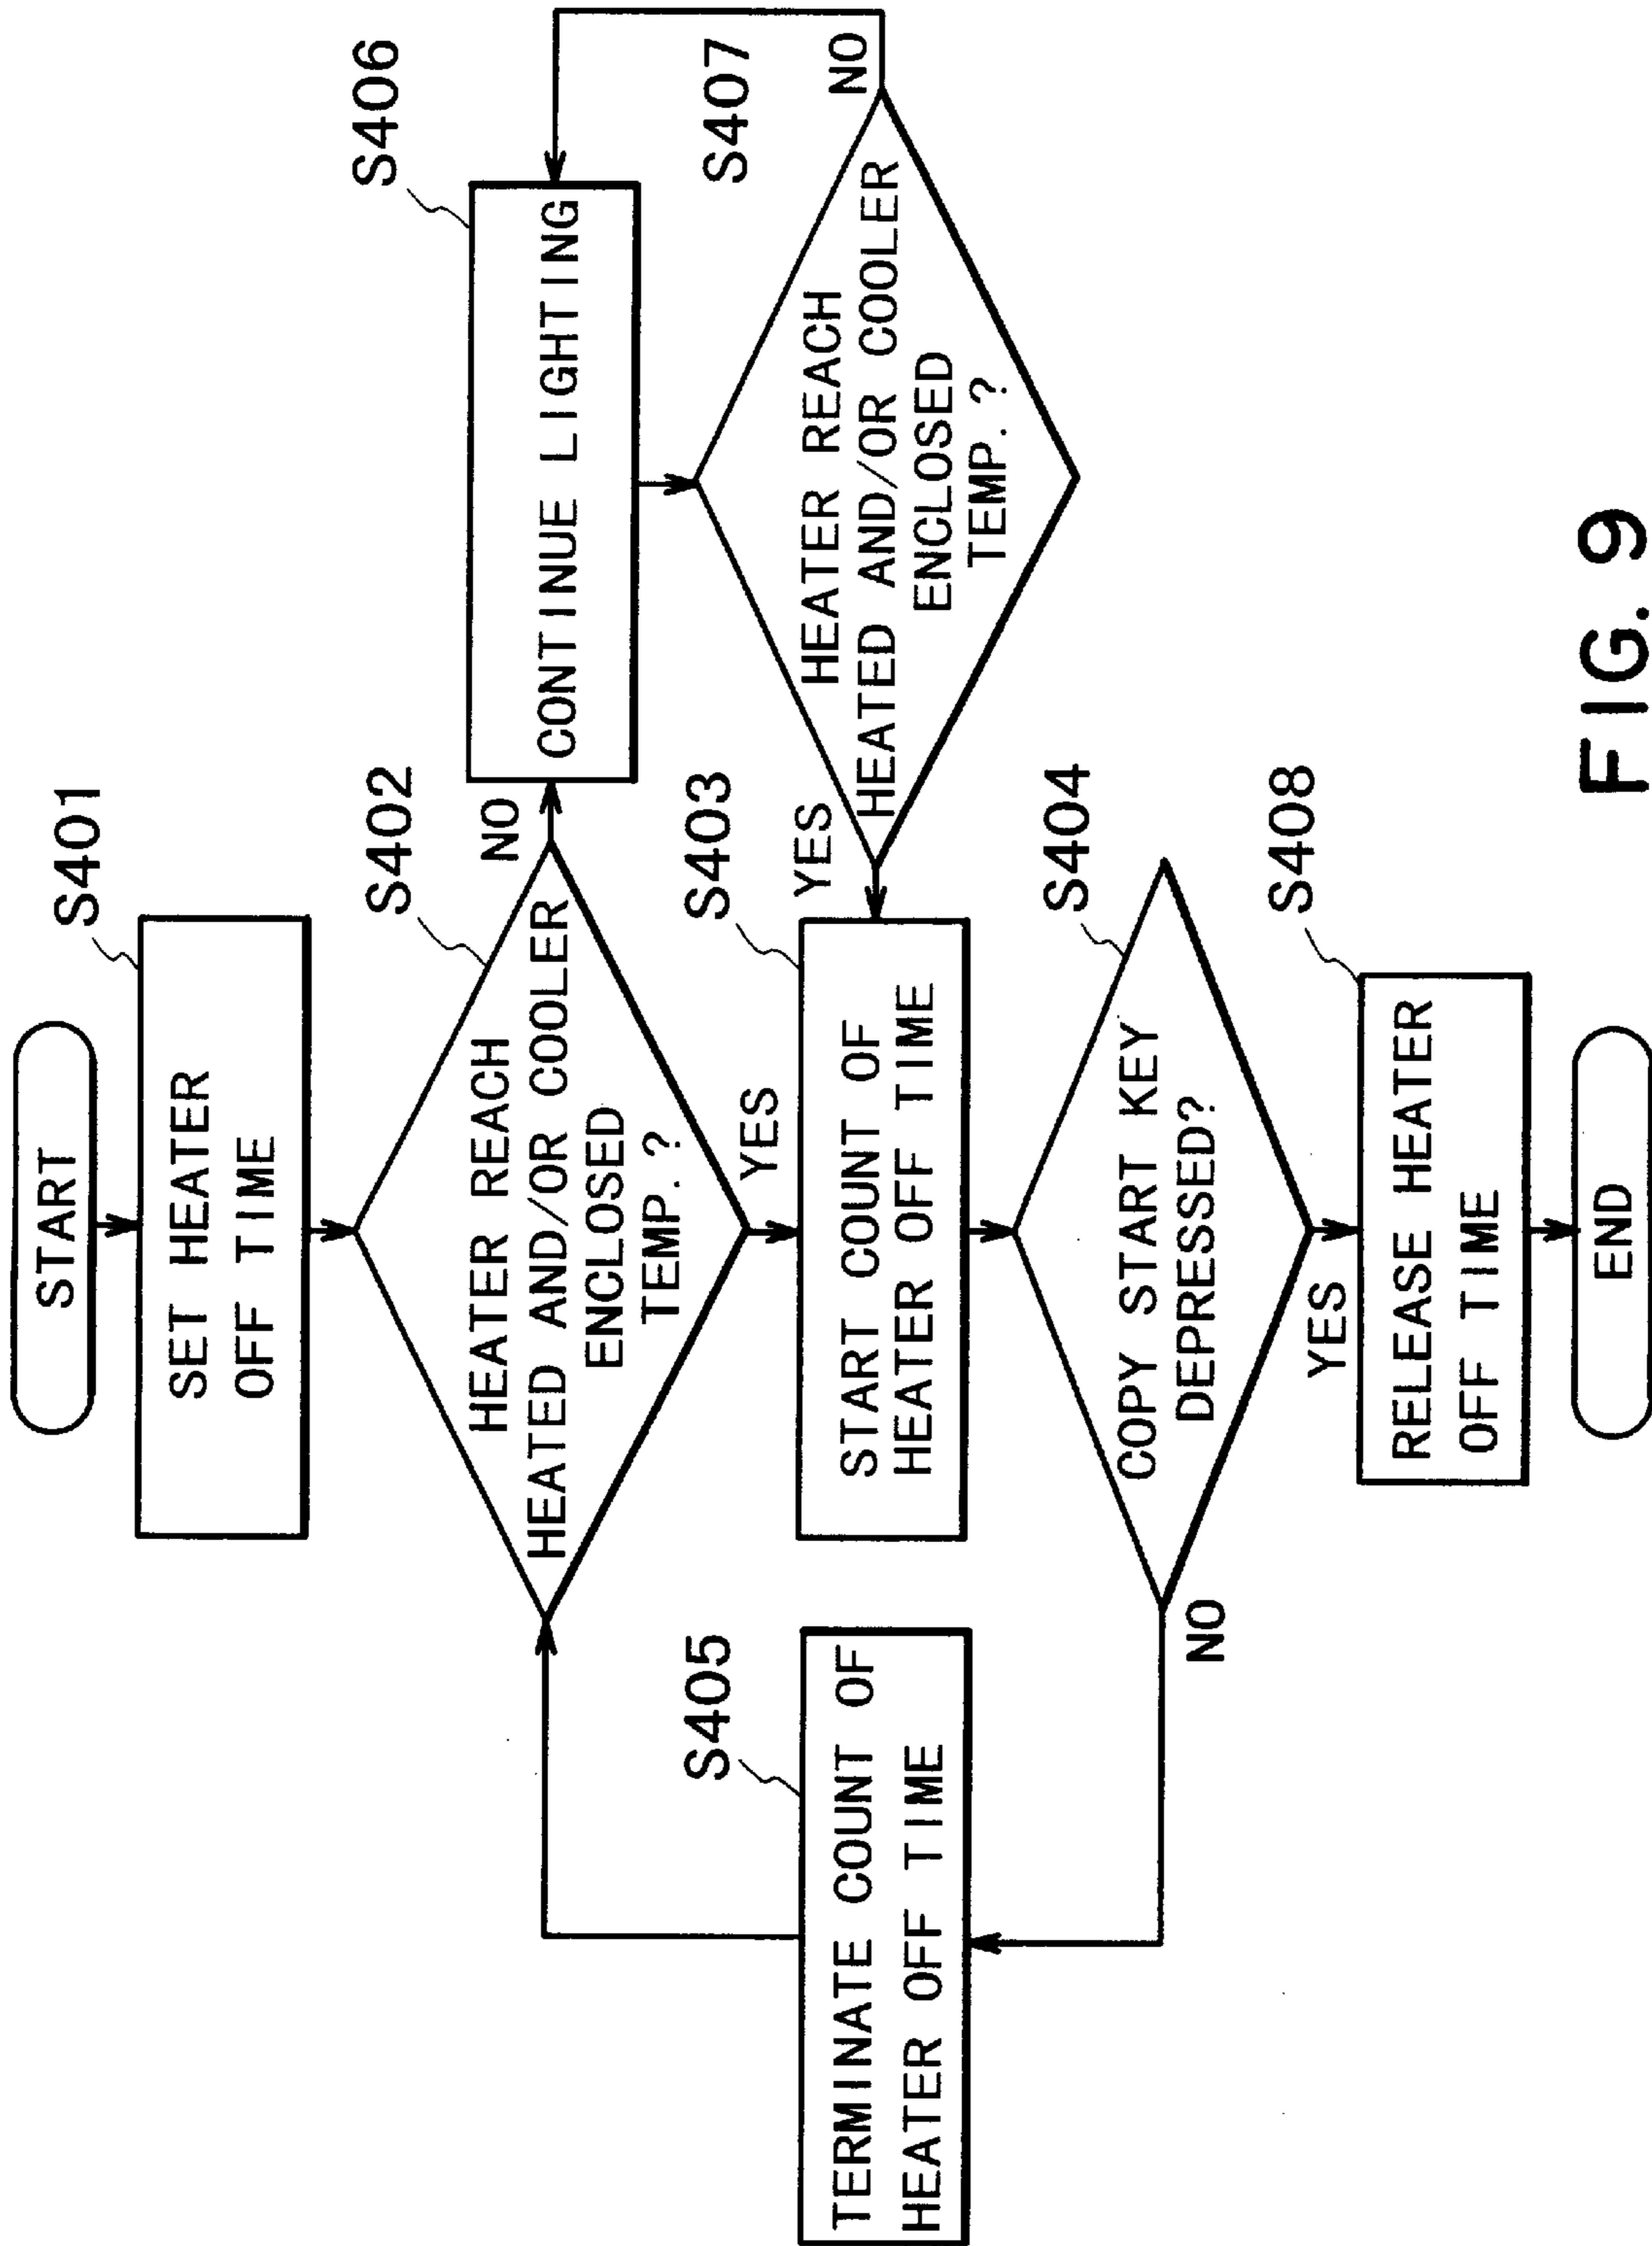 START
S401
SET HEATER
OFF TIME
S402
HEATER REACH
HEATED AND/OR COOLER
ENCLOSED
TEMP.?
NO
YES
S406
CONTINUE LIGHTING
S407
HEATER REACH
HEATED AND/OR COOLER
ENCLOSED
TEMP.?
NO
YES
S403
START COUNT OF
HEATER OFF TIME
S404
COPY START KEY
DEPRESSED?
NO
YES
S405
TERMINATE COUNT OF
HEATER OFF TIME
S408
RELEASE HEATER
OFF TIME
END
FIG. 9